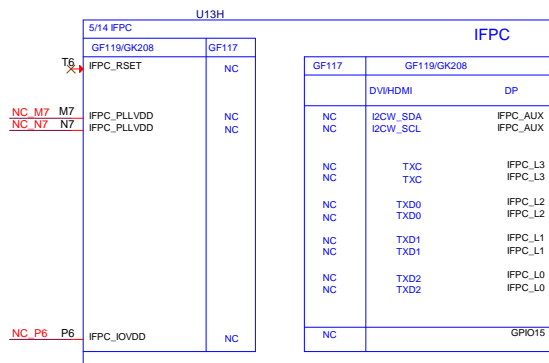 U13H
5/14 IFPC
IFPC
GF119/GK208 GF117
T6 IFPC_RSET NC
GF117 GF119/GK208
DVI/HDMI DP
NC_M7 M7 IFPC_PLLVDD NC
NC_N7 N7 IFPC_PLLVDD NC
NC I2CW_SDA IFPC_AUX
NC I2CW_SCL IFPC_AUX
NC TXC IFPC_L3
NC TXC IFPC_L3
NC TXD0 IFPC_L2
NC TXD0 IFPC_L2
NC TXD1 IFPC_L1
NC TXD1 IFPC_L1
NC TXD2 IFPC_L0
NC TXD2 IFPC_L0
NC_P6 P6 IFPC_IOVDD NC
NC GPIO15